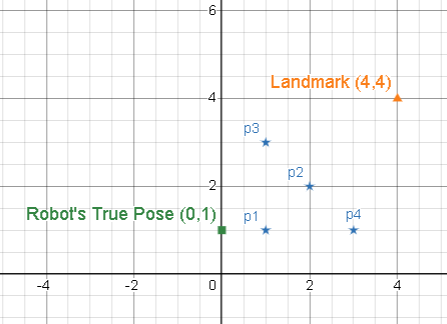 6
Landmark (4,4)
4
p3
p2
2
Robot's True Pose (0,1)
p1
p4
-4
-2
0
2
4